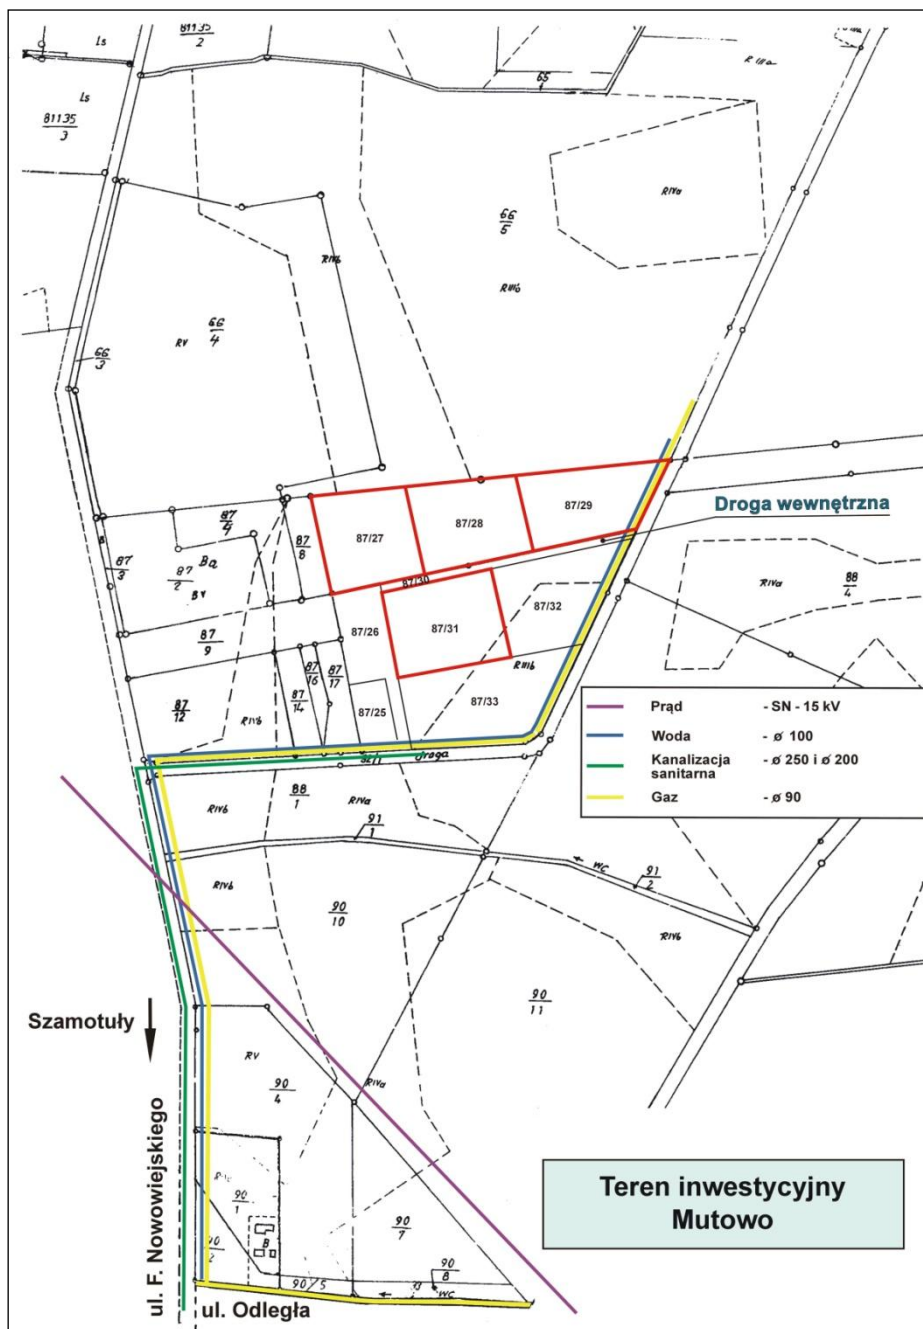 81135
2
Ls
Ls
81135
3
65
R IIIa
RIVa
66
5
RIVb
RIIIb
66
4
RV
66
3
87/29
87/28
87/27
Droga wewnętrzna
87
4
87
8
B
87
3
87
2
Ba
BV
87/30
RIVa
88
4
87/32
87/26
87/31
87
9
RIIIb
87
16
87
17
87
14
87/33
87
12
RIVb
87/25
droga
Prąd - SN - 15 kV
Woda - ø 100
Kanalizacja
sanitarna - ø 250 i ø 200
Gaz - ø 90
88
1
RIVb
RIVa
91
1
WC
91
2
RIVb
90
10
RIVb
90
11
Szamotuły
RV
90
4
RIVa
ul. F. Nowowiejskiego
90
1
B
90
2
90
7
90
8
90/5
WC
ul. Odległa
Teren inwestycyjny
Mutowo